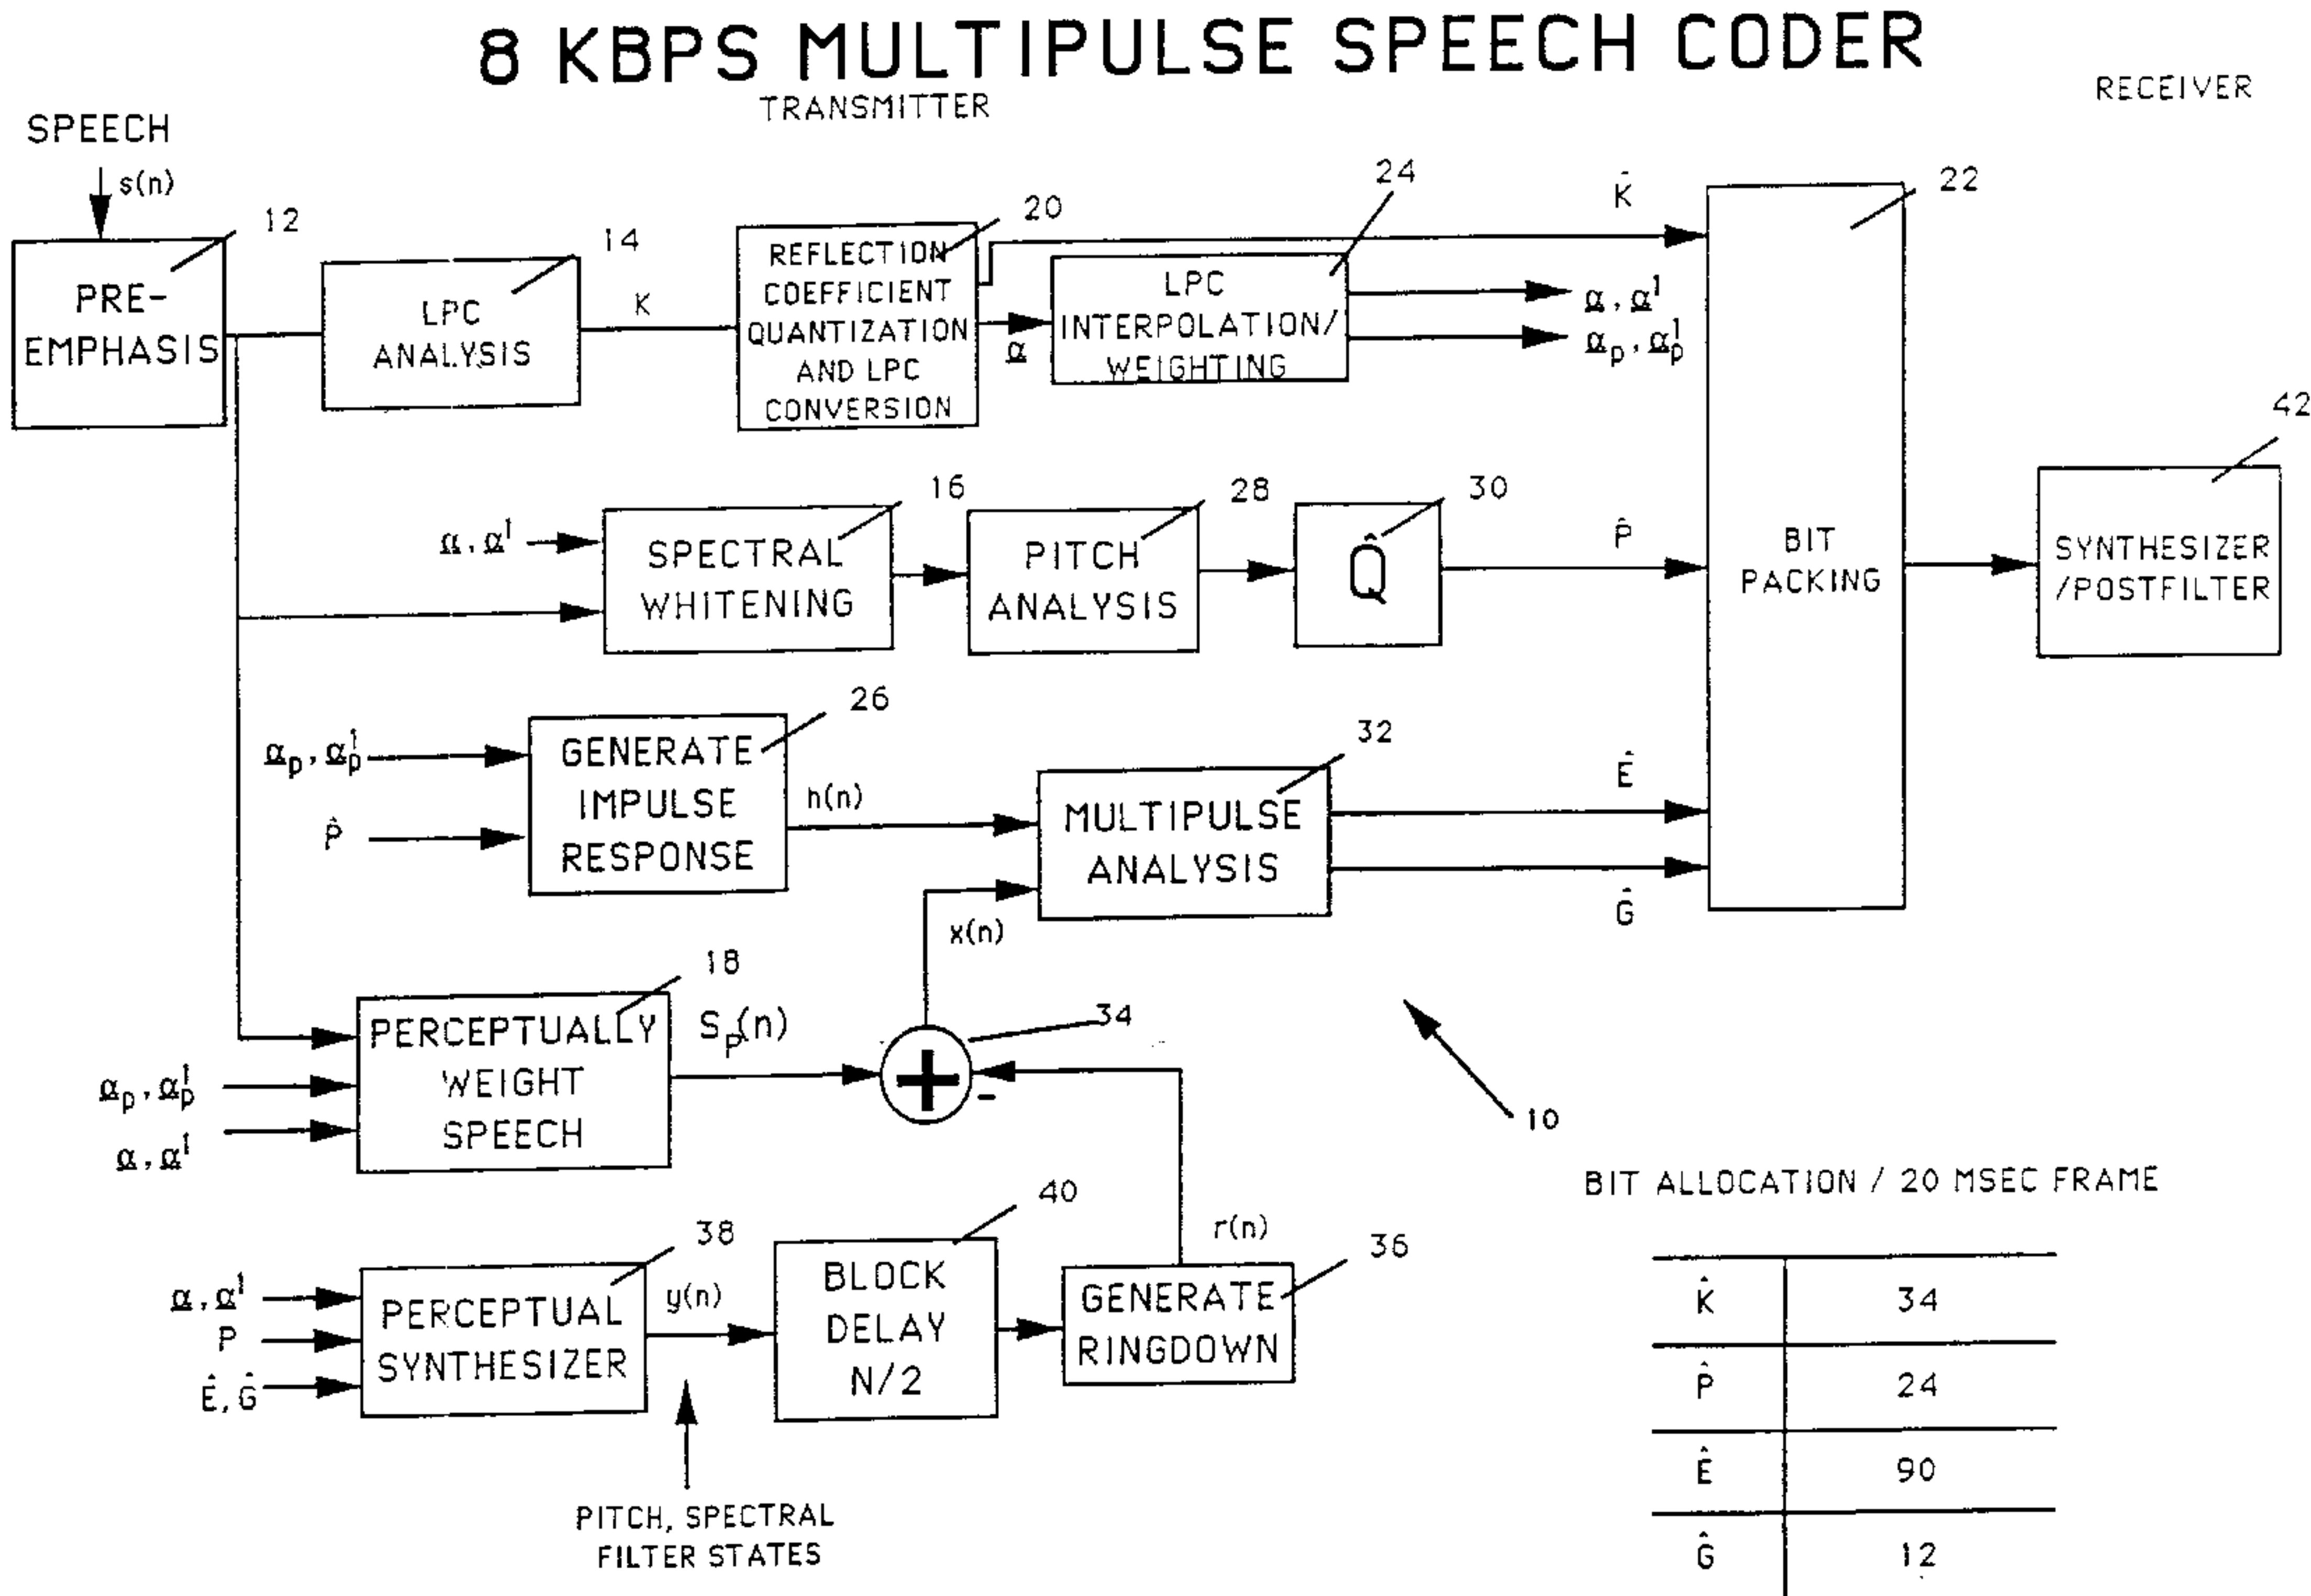 8 KBPS MULTIPULSE SPEECH CODER
TRANSMITTER
RECEIVER
SPEECH
s(n)
12
PRE-
EMPHASIS
14
LPC
ANALYSIS
K
20
REFLECTION
COEFFICIENT
QUANTIZATION
AND LPC
CONVERSION
α
24
LPC
INTERPOLATION/
WEIGHTING
K̂
α, α¹
αₚ, αₚ¹
22
BIT
PACKING
42
SYNTHESIZER
/POSTFILTER
α, α¹
16
SPECTRAL
WHITENING
28
PITCH
ANALYSIS
30
Q̂
P̂
αₚ, αₚ¹
P̂
26
GENERATE
IMPULSE
RESPONSE
h(n)
32
MULTIPULSE
ANALYSIS
Ê
Ĝ
x(n)
18
PERCEPTUALLY
WEIGHT
SPEECH
αₚ, αₚ¹
α, α¹
Sₚ(n)
34
+
-
10
38
α, α¹
P
Ê, Ĝ
PERCEPTUAL
SYNTHESIZER
y(n)
40
BLOCK
DELAY
N/2
r(n)
36
GENERATE
RINGDOWN
PITCH, SPECTRAL
FILTER STATES
BIT ALLOCATION / 20 MSEC FRAME
K̂ 34
P̂ 24
Ê 90
Ĝ 12